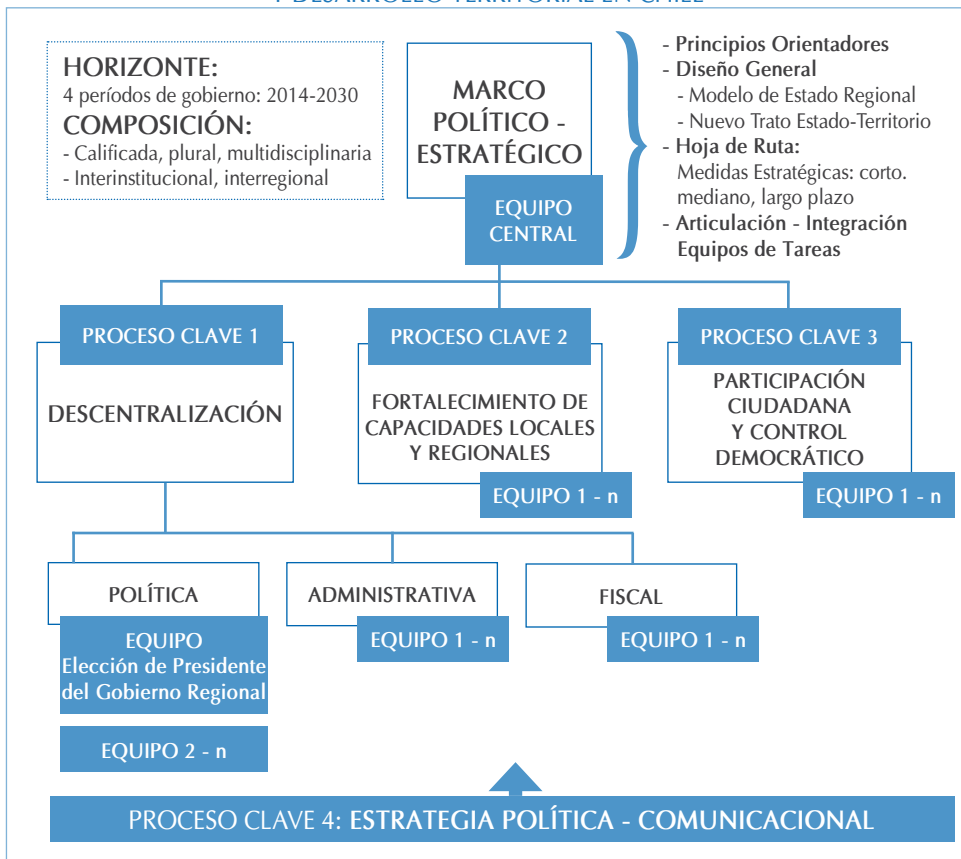 Y DESARROLLO TERRITORIAL EN CHILE
HORIZONTE:
4 períodos de gobierno: 2014-2030
COMPOSICIÓN:
- Calificada, plural, multidisciplinaria
- Interinstitucional, interregional
MARCO
POLÍTICO -
ESTRATÉGICO
EQUIPO
CENTRAL
- Principios Orientadores
- Diseño General
- Modelo de Estado Regional
- Nuevo Trato Estado-Territorio
- Hoja de Ruta:
Medidas Estratégicas: corto.
mediano, largo plazo
- Articulación - Integración
Equipos de Tareas
PROCESO CLAVE 1
DESCENTRALIZACIÓN
PROCESO CLAVE 2
FORTALECIMIENTO DE
CAPACIDADES LOCALES
Y REGIONALES
EQUIPO 1 - n
PROCESO CLAVE 3
PARTICIPACIÓN
CIUDADANA
Y CONTROL
DEMOCRÁTICO
EQUIPO 1 - n
POLÍTICA
EQUIPO
Elección de Presidente
del Gobierno Regional
EQUIPO 2 - n
ADMINISTRATIVA
EQUIPO 1 - n
FISCAL
EQUIPO 1 - n
PROCESO CLAVE 4: ESTRATEGIA POLÍTICA - COMUNICACIONAL